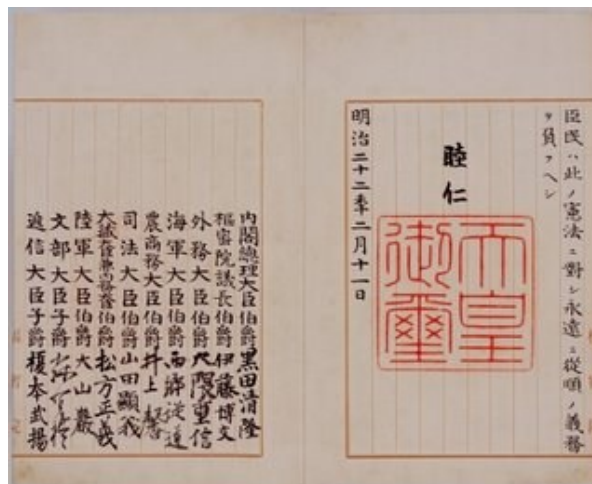 臣民ハ此ノ憲法ニ對シ永遠ニ從順ノ義務
ヲ負フヘシ
睦仁
天皇御璽
明治二十二年二月十一日
內閣總理大臣伯爵黒田清隆
樞密院議長伯爵伊藤博文
外務大臣伯爵大隈重信
海軍大臣伯爵西鄉從道
農商務大臣伯爵井上馨
司法大臣伯爵山田顯義
大藏大臣兼內務大臣伯爵松方正義
陸軍大臣伯爵大山巖
文部大臣子爵森有禮
遞信大臣子爵榎本武揚